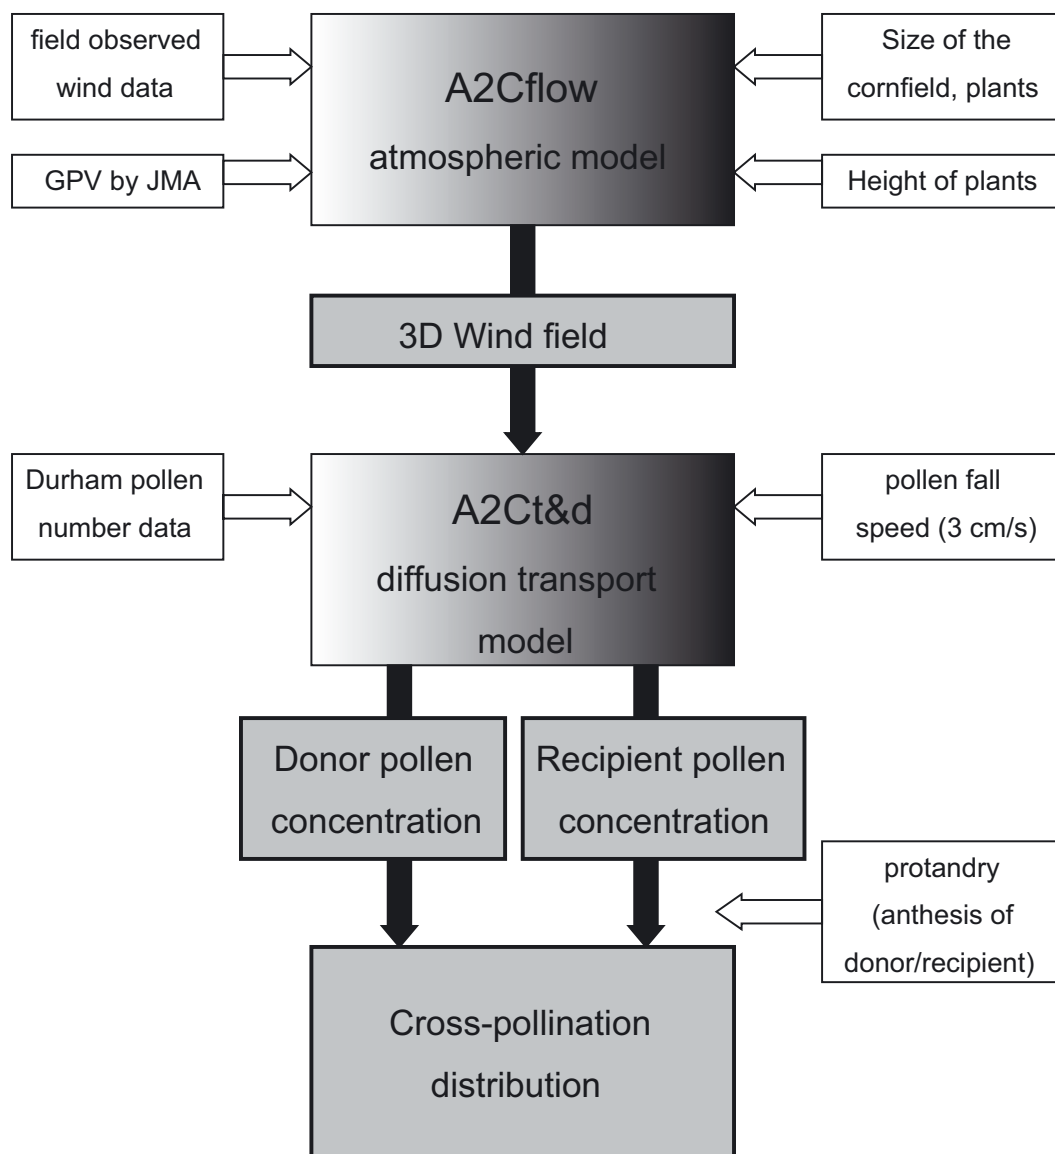 field observed
wind data
GPV by JMA
A2Cflow
atmospheric model
Size of the
cornfield, plants
Height of plants
3D Wind field
Durham pollen
number data
A2Ct&d
diffusion transport
model
pollen fall
speed (3 cm/s)
Donor pollen
concentration
Recipient pollen
concentration
protandry
(anthesis of
donor/recipient)
Cross-pollination
distribution